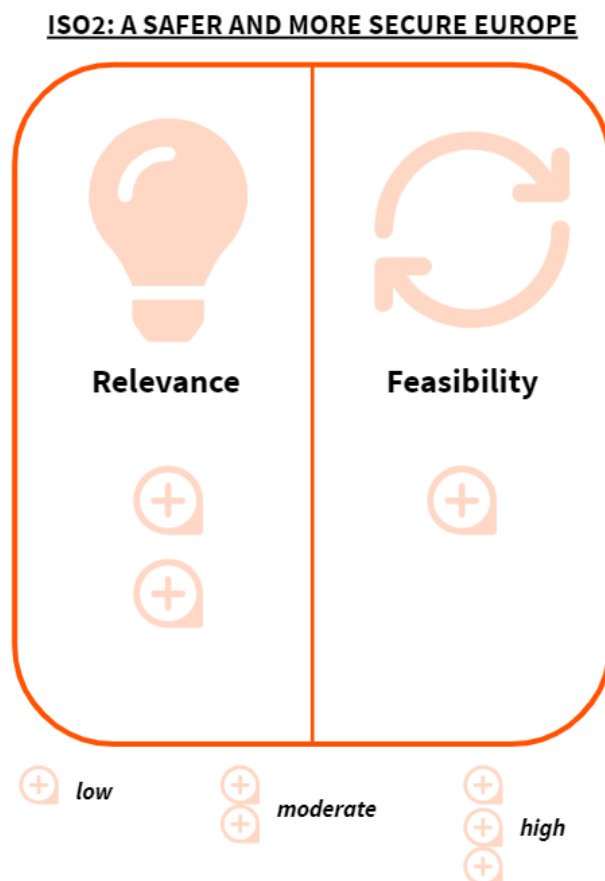 ISO2: A SAFER AND MORE SECURE EUROPE
Relevance
Feasibility
low
moderate
high